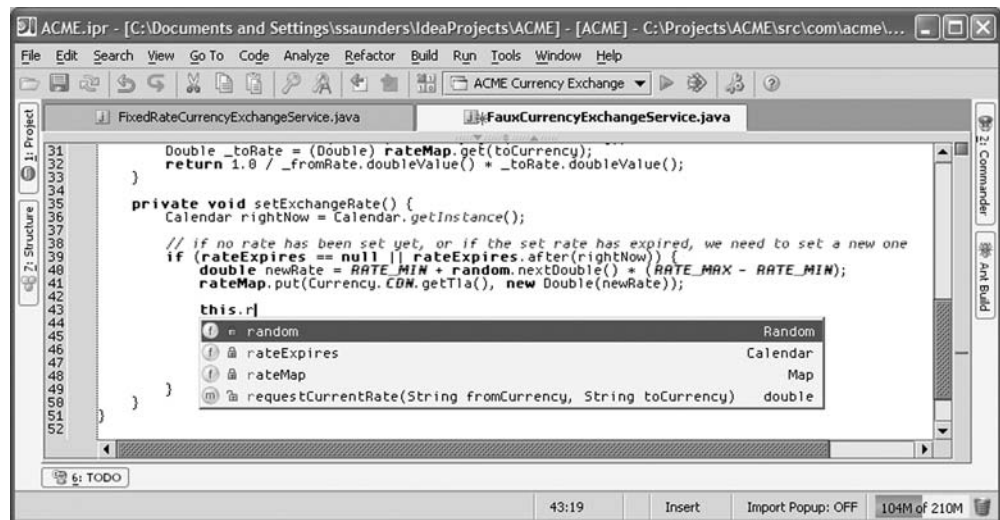 ACME.ipr - [C:\Documents and Settings\ssaunders\IdeaProjects\ACME] - [ACME] - C:\Projects\ACME\src\com\acme\...
File Edit Search View Go To Code Analyze Refactor Build Run Tools Window Help
ACME Currency Exchange
FixedRateCurrencyExchangeService.java
FauxCurrencyExchangeService.java
1: Project
7: Structure
2: Commander
Ant Build
31 Double _toRate = (Double) rateMap.get(toCurrency);
32 return 1.0 / _fromRate.doubleValue() * _toRate.doubleValue();
33 }
34
35 private void setExchangeRate() {
36 Calendar rightNow = Calendar.getInstance();
37
38 // if no rate has been set yet, or if the set rate has expired, we need to set a new one
39 if (rateExpires == null || rateExpires.after(rightNow)) {
40 double newRate = RATE_MIN + random.nextDouble() * (RATE_MAX - RATE_MIN);
41 rateMap.put(Currency.CDN.getTla(), new Double(newRate));
42
43 this.r
44
45
46
47
48
49 }
50 }
51 }
52
random Random
rateExpires Calendar
rateMap Map
requestCurrentRate(String fromCurrency, String toCurrency) double
6: TODO
43:19 Insert Import Popup: OFF 104M of 210M